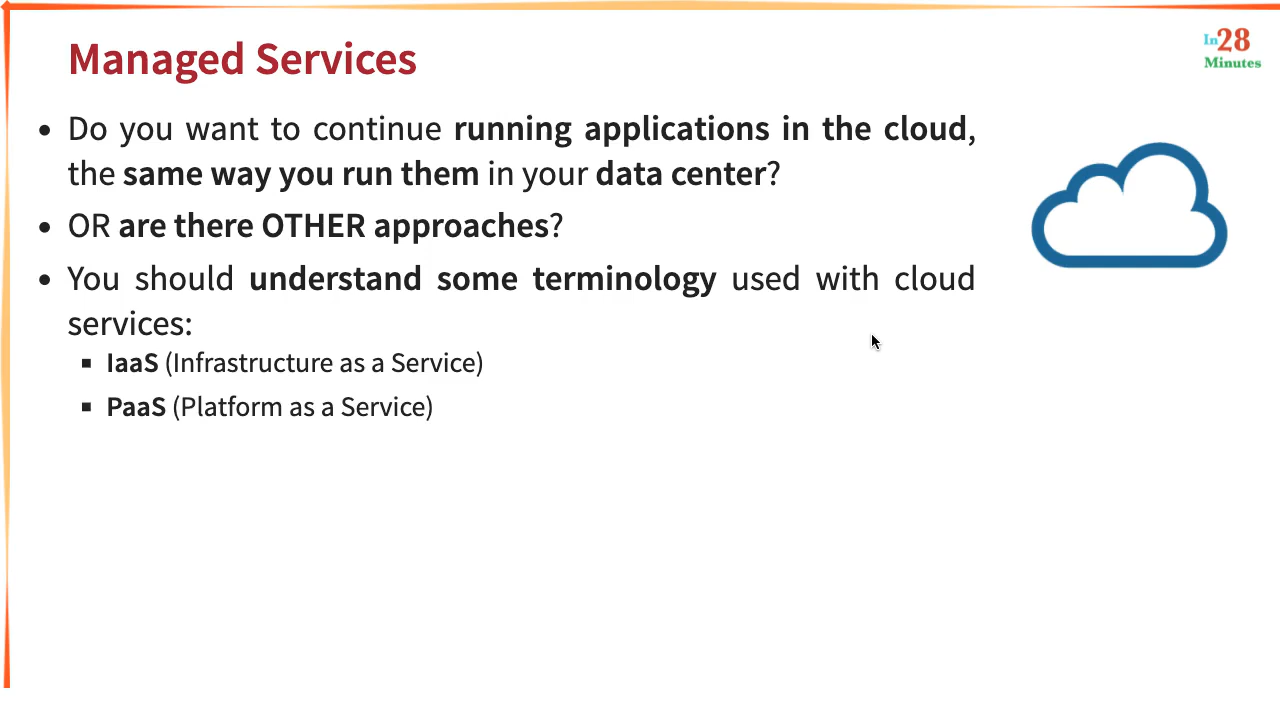 Managed Services
In28
Minutes
• Do you want to continue running applications in the cloud,
the same way you run them in your data center?
• OR are there OTHER approaches?
• You should understand some terminology used with cloud
services:
▪ IaaS (Infrastructure as a Service)
▪ PaaS (Platform as a Service)